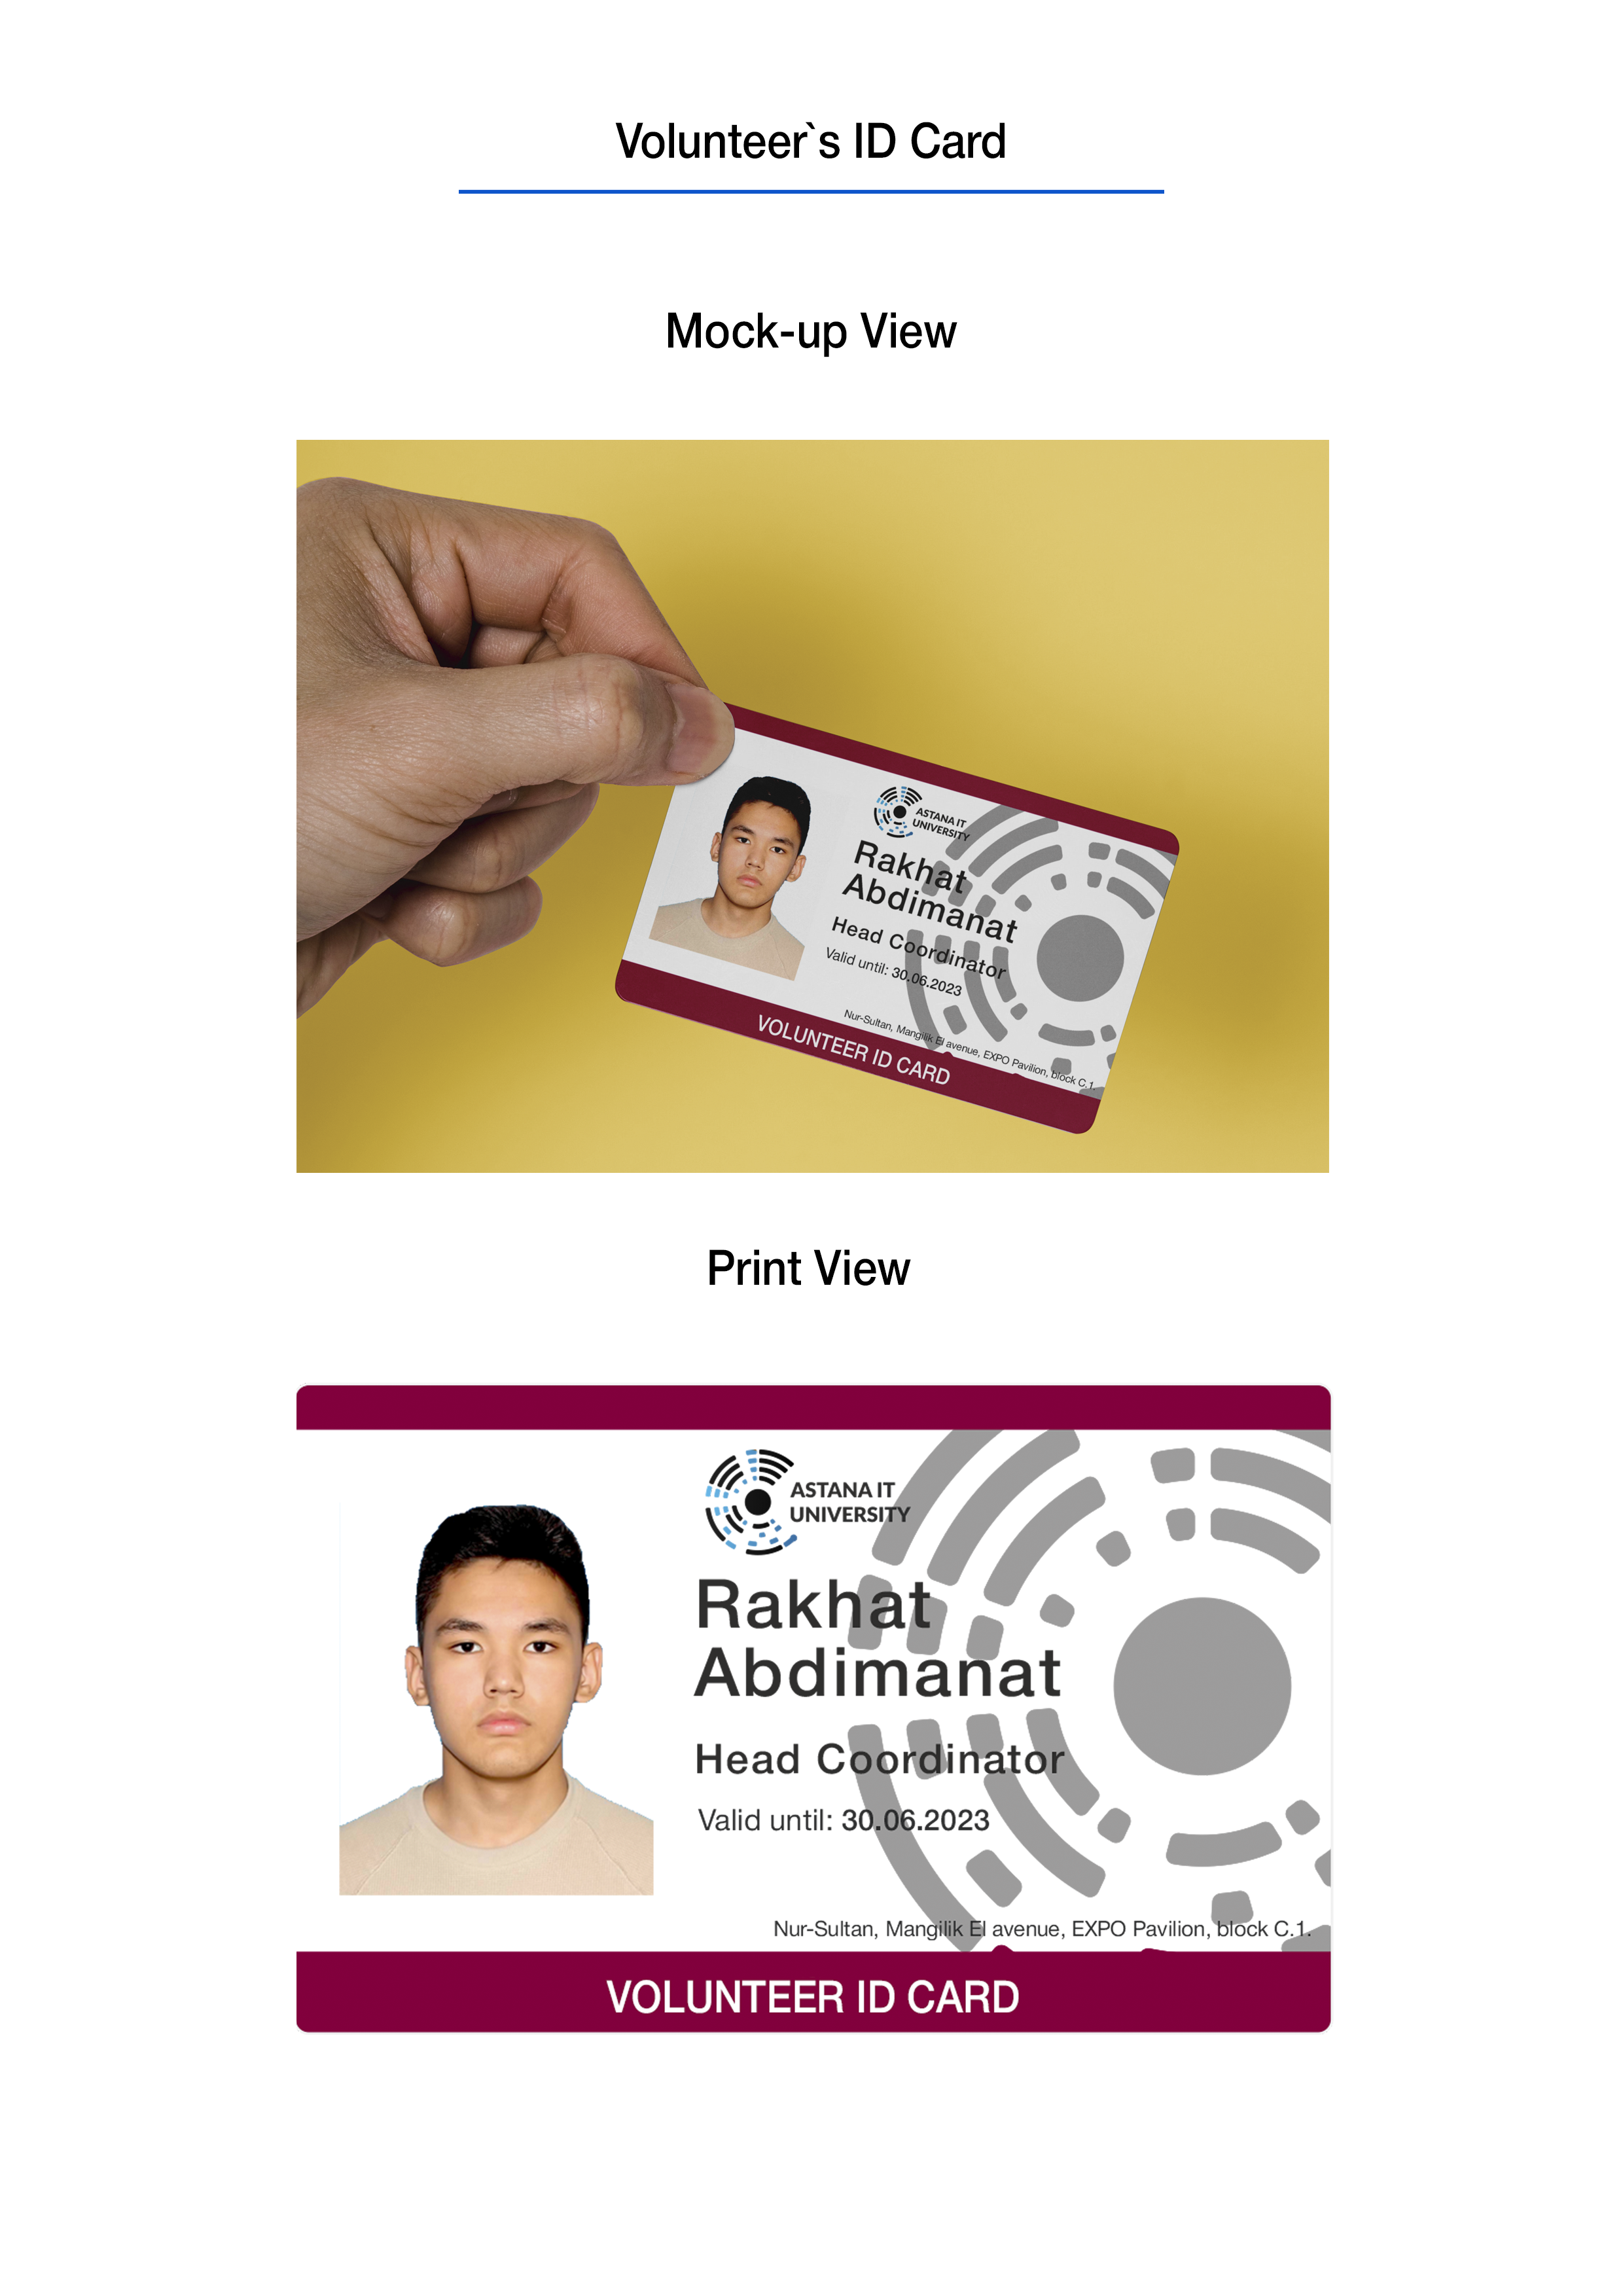 Volunteer`s ID Card
Mock-up View
ASTANA IT
UNIVERSITY
Rakhat
Abdimanat
Head Coordinator
Valid until: 30.06.2023
Nur-Sultan, Mangilik El avenue, EXPO Pavilion, block C.1.
VOLUNTEER ID CARD
Print View
ASTANA IT
UNIVERSITY
Rakhat
Abdimanat
Head Coordinator
Valid until: 30.06.2023
Nur-Sultan, Mangilik El avenue, EXPO Pavilion, block C.1.
VOLUNTEER ID CARD